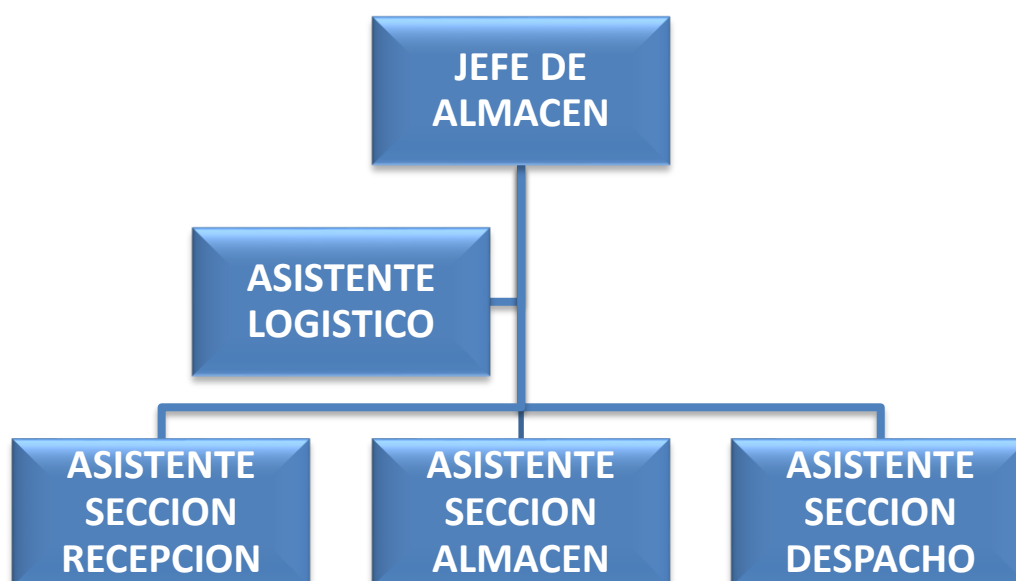 JEFE DE
ALMACEN
ASISTENTE
LOGISTICO
ASISTENTE
SECCION
RECEPCION
ASISTENTE
SECCION
ALMACEN
ASISTENTE
SECCION
DESPACHO